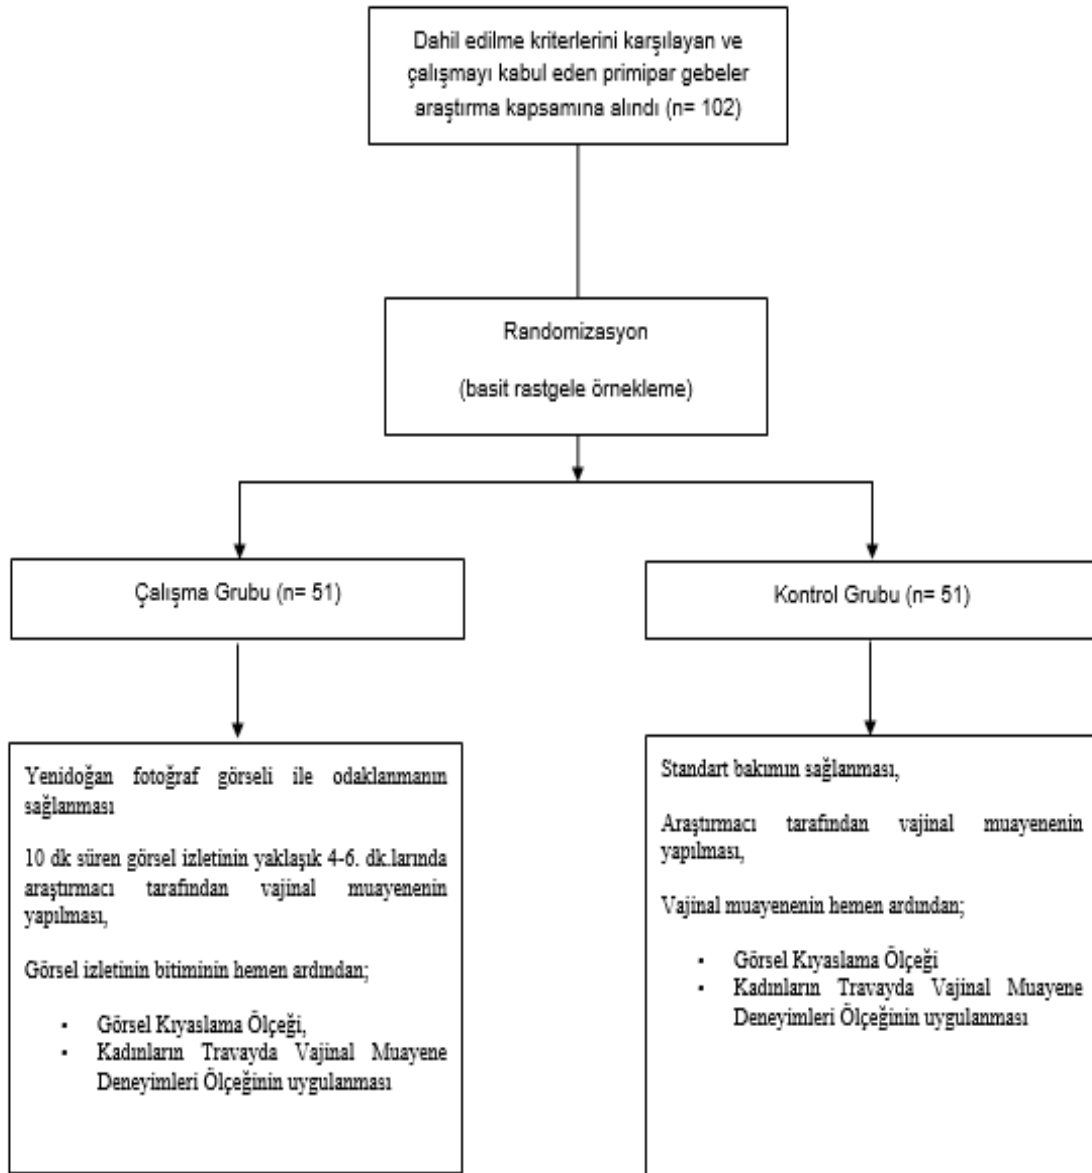 Dahil edilme kriterlerini karşılayan ve
çalışmayı kabul eden primipar gebeler
araştırma kapsamına alındı (n= 102)
Randomizasyon
(basit rastgele örnekleme)
Çalışma Grubu (n= 51)
Kontrol Grubu (n= 51)
Yenidoğan fotoğraf görseli ile odaklanmanın
sağlanması
10 dk süren görsel izletinin yaklaşık 4-6. dk.larında
araştırmacı tarafından vajinal muayenenin
yapılması,
Görsel izletinin bitiminin hemen ardından;
▪ Görsel Kıyaslama Ölçeği,
▪ Kadınların Travayda Vajinal Muayene
Deneyimleri Ölçeğinin uygulanması
Standart bakımın sağlanması,
Araştırmacı tarafından vajinal muayenenin
yapılması,
Vajinal muayenenin hemen ardından;
▪ Görsel Kıyaslama Ölçeği
▪ Kadınların Travayda Vajinal Muayene
Deneyimleri Ölçeğinin uygulanması